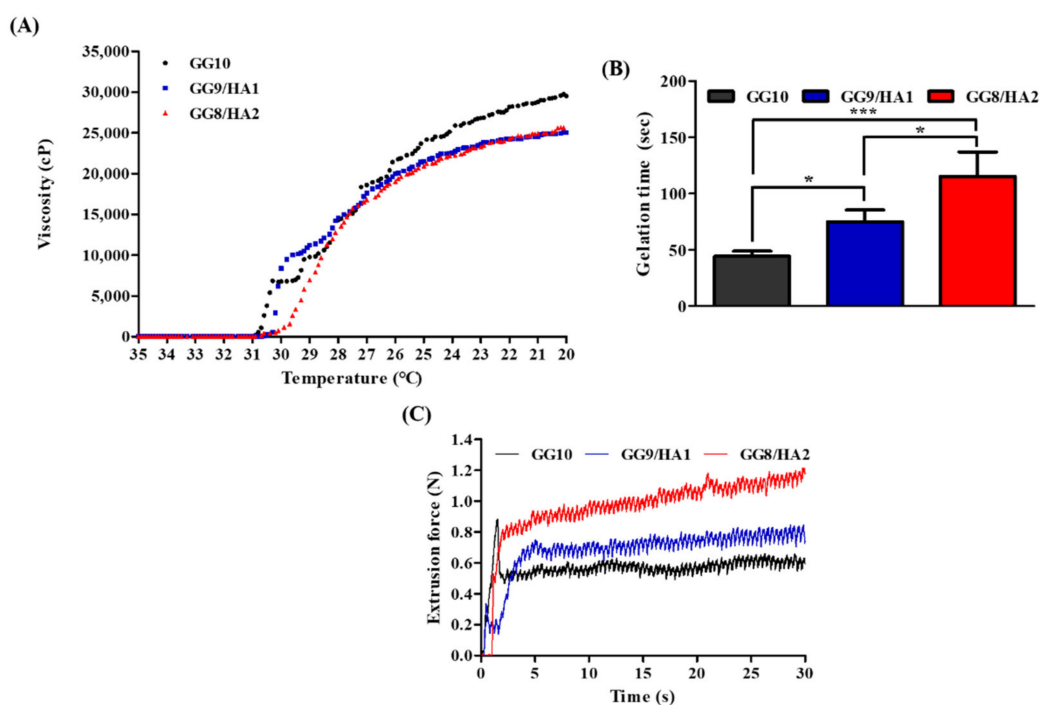 (A)
35,000
30,000
25,000
20,000
15,000
10,000
5,000
0
Viscosity (cP)
GG10
GG9/HA1
GG8/HA2
35 34 33 32 31 30 29 28 27 26 25 24 23 22 21 20
Temperature (°C)
(B)
200
150
100
50
0
Gelation time (sec)
GG10 GG9/HA1 GG8/HA2
***
*
*
(C)
1.4
1.2
1.0
0.8
0.6
0.4
0.2
0.0
Extrusion force (N)
GG10 GG9/HA1 GG8/HA2
0 5 10 15 20 25 30
Time (s)